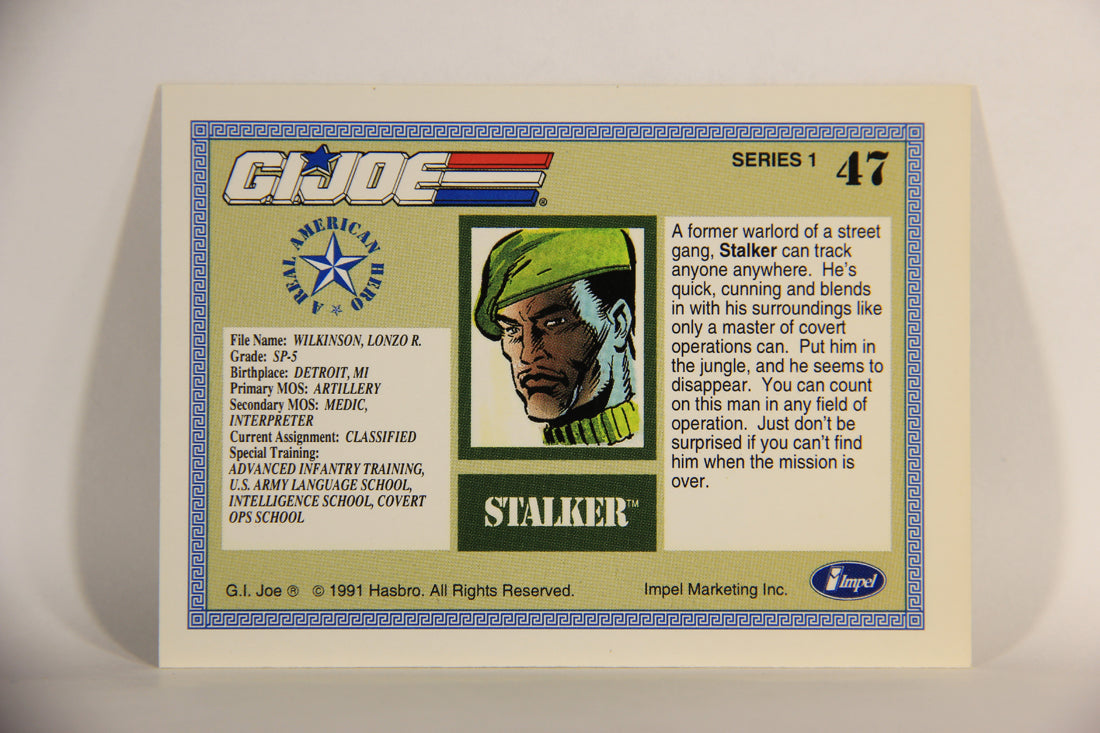 G.I.JOE®
SERIES 1 47
A REAL AMERICAN HERO
File Name: WILKINSON, LONZO R.
Grade: SP-5
Birthplace: DETROIT, MI
Primary MOS: ARTILLERY
Secondary MOS: MEDIC,
INTERPRETER
Current Assignment: CLASSIFIED
Special Training:
ADVANCED INFANTRY TRAINING,
U.S. ARMY LANGUAGE SCHOOL,
INTELLIGENCE SCHOOL, COVERT
OPS SCHOOL
STALKER™
A former warlord of a street
gang, Stalker can track
anyone anywhere. He's
quick, cunning and blends
in with his surroundings like
only a master of covert
operations can. Put him in
the jungle, and he seems to
disappear. You can count
on this man in any field of
operation. Just don't be
surprised if you can't find
him when the mission is
over.
G.I. Joe ® © 1991 Hasbro. All Rights Reserved.
Impel Marketing Inc.
Impel